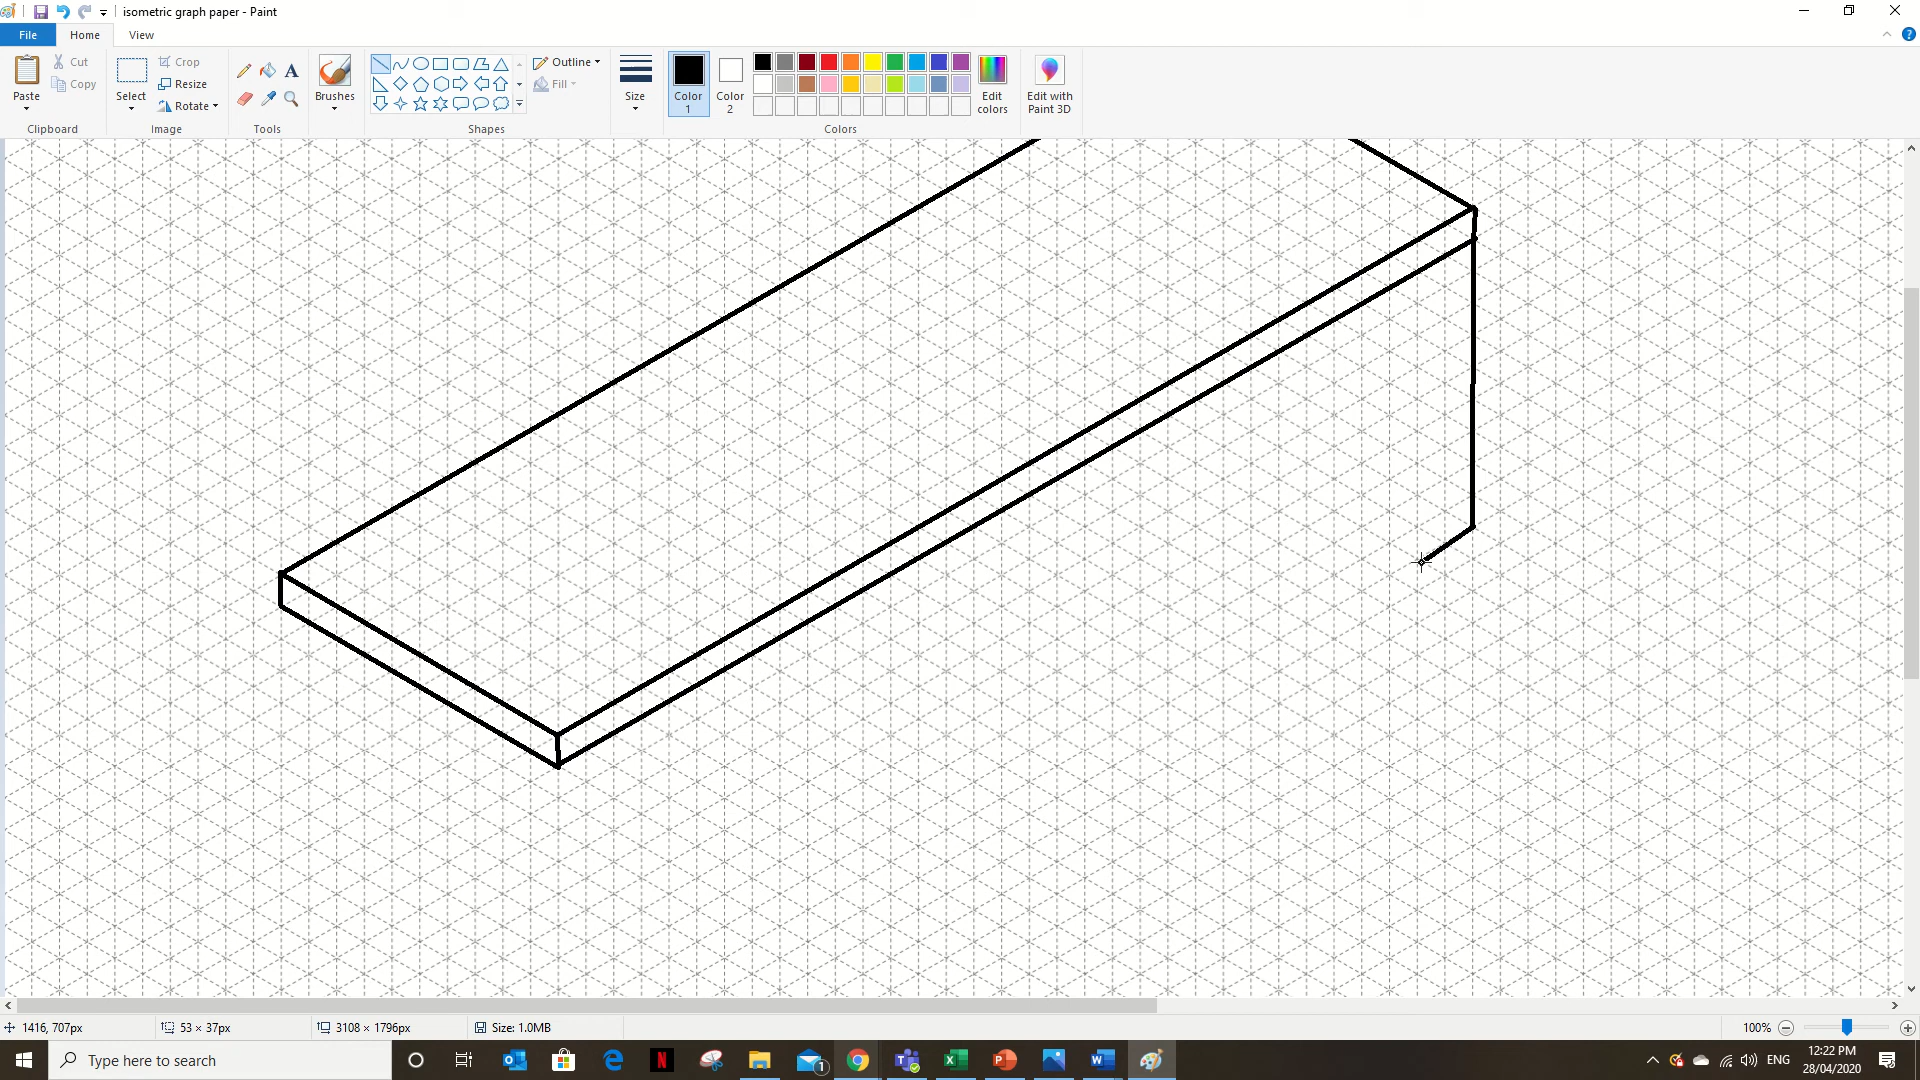 isometric graph paper - Paint
File Home View
Paste
Cut
Copy
Clipboard
Select
Crop
Resize
Rotate
Image
A
Tools
Brushes
Outline
Fill
Shapes
Size
Color 1
Color 2
Edit colors
Colors
Edit with Paint 3D
1416, 707px 53 × 37px 3108 × 1796px Size: 1.0MB 100%
Type here to search
N
1
ENG
12:22 PM
28/04/2020